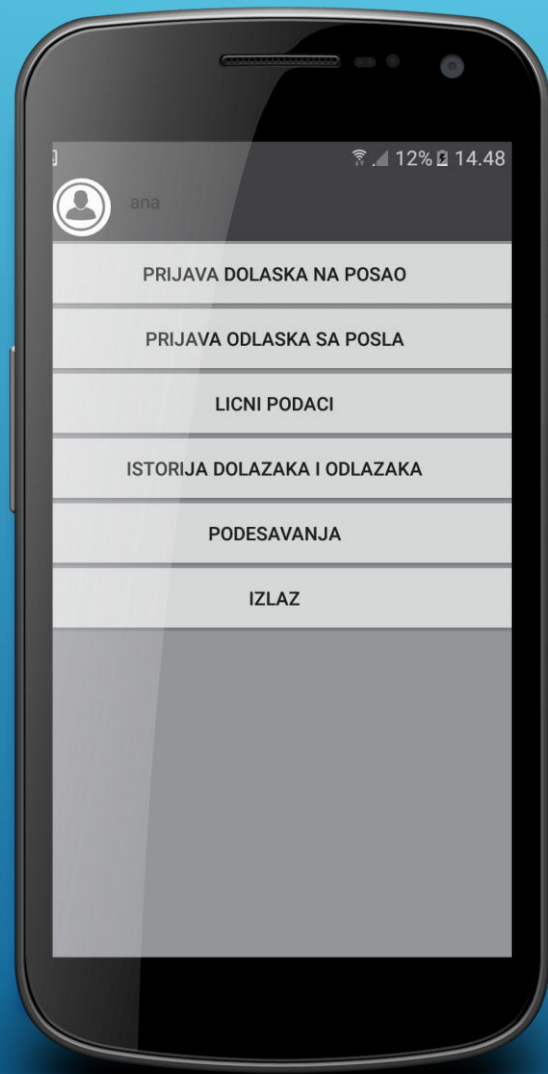 12% 14.48
ana
PRIJAVA DOLASKA NA POSAO
PRIJAVA ODLASKA SA POSLA
LICNI PODACI
ISTORIJA DOLAZAKA I ODLAZAKA
PODESAVANJA
IZLAZ